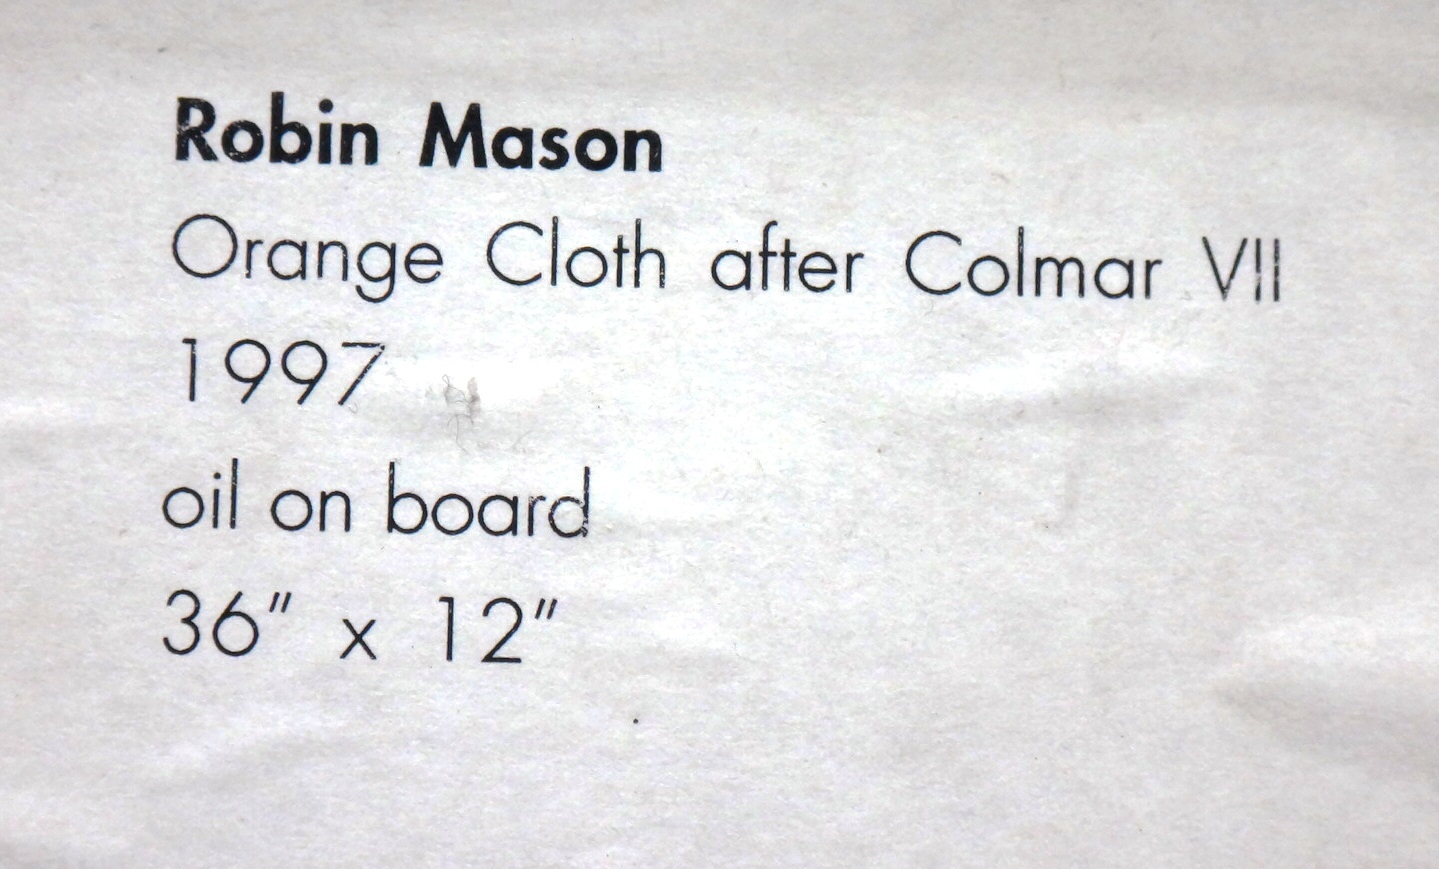 Robin Mason
Orange Cloth after Colmar VII
1997
oil on board
36" x 12"